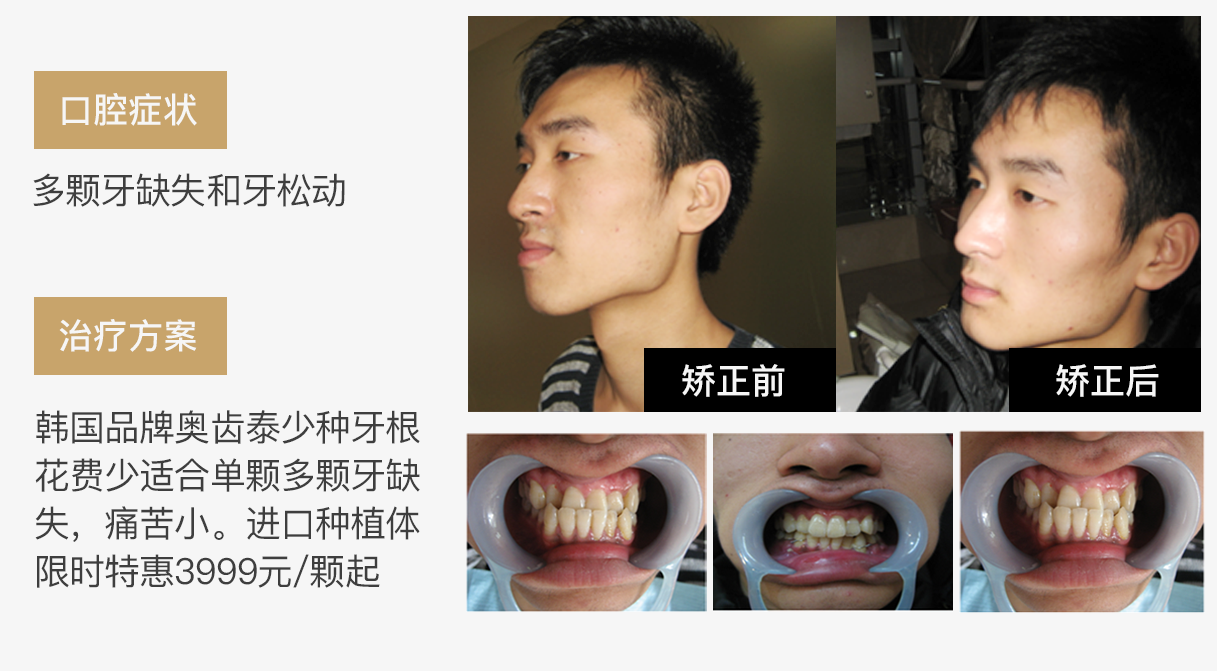 口腔症状
多颗牙缺失和牙松动
治疗方案
韩国品牌奥齿泰少种牙根
花费少适合单颗多颗牙缺
失，痛苦小。进口种植体
限时特惠3999元/颗起
矫正前
矫正后